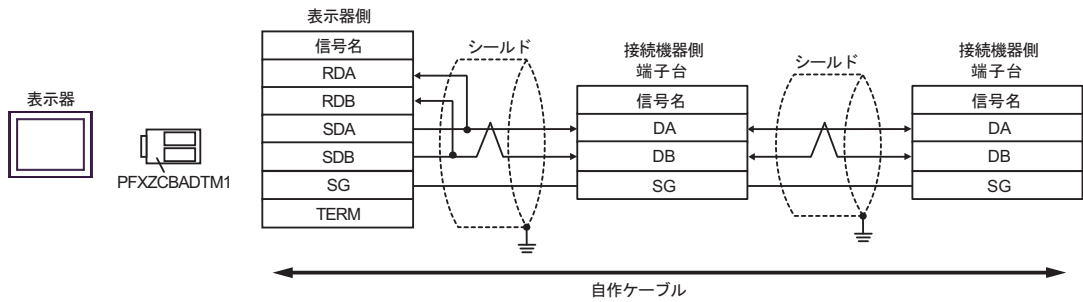 表示器
PFXZCBADTM1
表示器側
信号名
RDA
RDB
SDA
SDB
SG
TERM
シールド
接続機器側
端子台
信号名
DA
DB
SG
シールド
接続機器側
端子台
信号名
DA
DB
SG
自作ケーブル